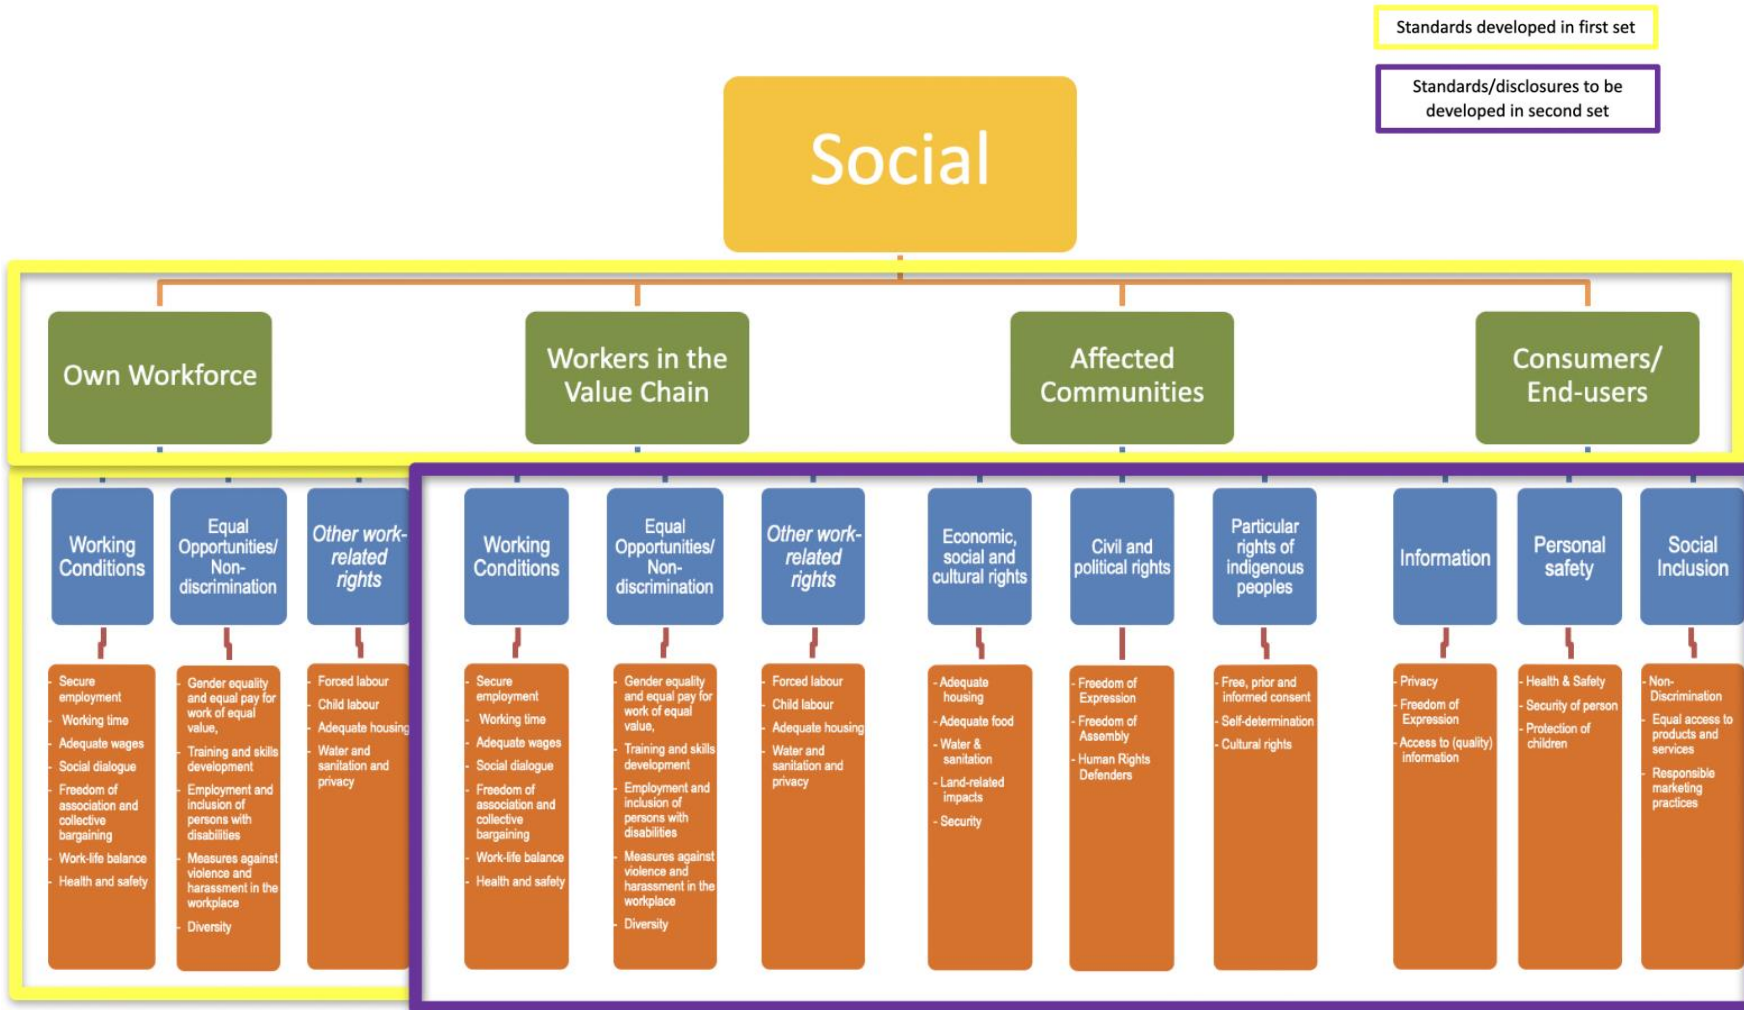 Standards developed in first set
Standards/disclosures to be
developed in second set
Social
Own Workforce
Workers in the
Value Chain
Affected
Communities
Consumers/
End-users
Working
Conditions
Equal
Opportunities/
Non-
discrimination
Other work-
related
rights
Working
Conditions
Equal
Opportunities/
Non-
discrimination
Other work-
related
rights
Economic,
social and
cultural rights
Civil and
political rights
Particular
rights of
indigenous
peoples
Information
Personal
safety
Social
Inclusion
- Secure
employment
- Working time
- Adequate wages
- Social dialogue
- Freedom of
association and
collective
bargaining
- Work-life balance
- Health and safety
- Gender equality
and equal pay for
work of equal
value,
- Training and skills
development
- Employment and
inclusion of
persons with
disabilities
- Measures against
violence and
harassment in the
workplace
- Diversity
- Forced labour
- Child labour
- Adequate housing
- Water and
sanitation and
privacy
- Secure
employment
- Working time
- Adequate wages
- Social dialogue
- Freedom of
association and
collective
bargaining
- Work-life balance
- Health and safety
- Gender equality
and equal pay for
work of equal
value,
- Training and skills
development
- Employment and
inclusion of
persons with
disabilities
- Measures against
violence and
harassment in the
workplace
- Diversity
- Forced labour
- Child labour
- Adequate housing
- Water and
sanitation and
privacy
- Adequate
housing
- Adequate food
- Water &
sanitation
- Land-related
impacts
- Security
- Freedom of
Expression
- Freedom of
Assembly
- Human Rights
Defenders
- Free, prior and
informed consent
- Self-determination
- Cultural rights
- Privacy
- Freedom of
Expression
- Access to (quality)
information
- Health & Safety
- Security of person
- Protection of
children
- Non-
Discrimination
- Equal access to
products and
services
- Responsible
marketing
practices